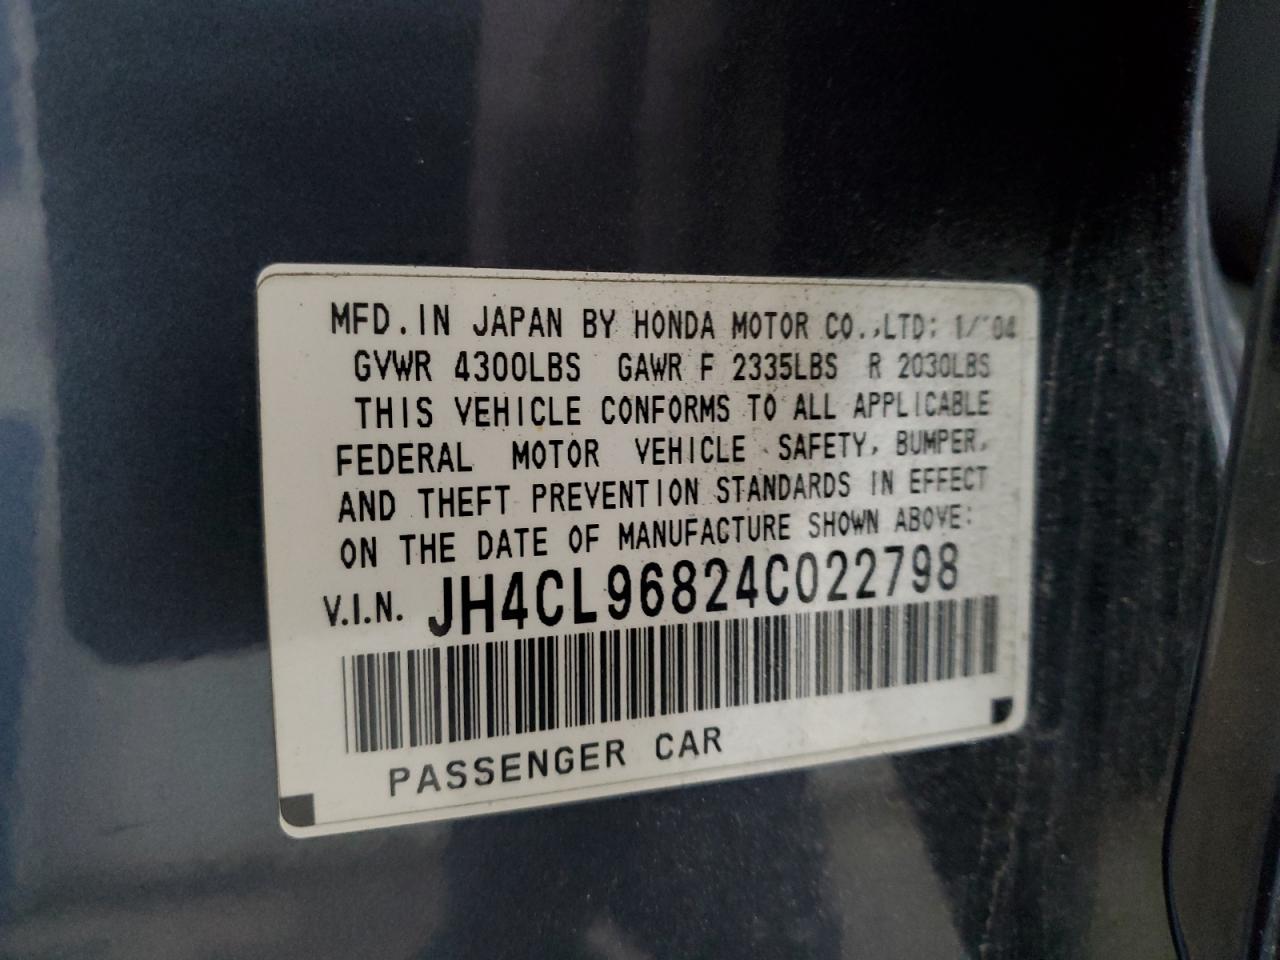 MFD.IN JAPAN BY HONDA MOTOR CO.,LTD: 1/'04
GVWR 4300LBS GAWR F 2335LBS R 2030LBS
THIS VEHICLE CONFORMS TO ALL APPLICABLE
FEDERAL MOTOR VEHICLE SAFETY, BUMPER,
AND THEFT PREVENTION STANDARDS IN EFFECT
ON THE DATE OF MANUFACTURE SHOWN ABOVE:
V.I.N. JH4CL96824C022798
PASSENGER CAR